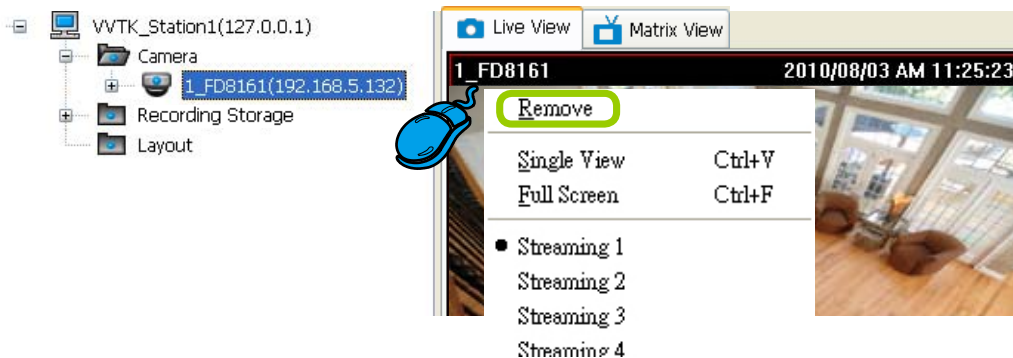 VVTK_Station1(127.0.0.1)
Camera
1_FD8161(192.168.5.132)
Recording Storage
Layout
Live View
Matrix View
1_FD8161 2010/08/03 AM 11:25:23
Remove
Single View Ctrl+V
Full Screen Ctrl+F
Streaming 1
Streaming 2
Streaming 3
Streaming 4